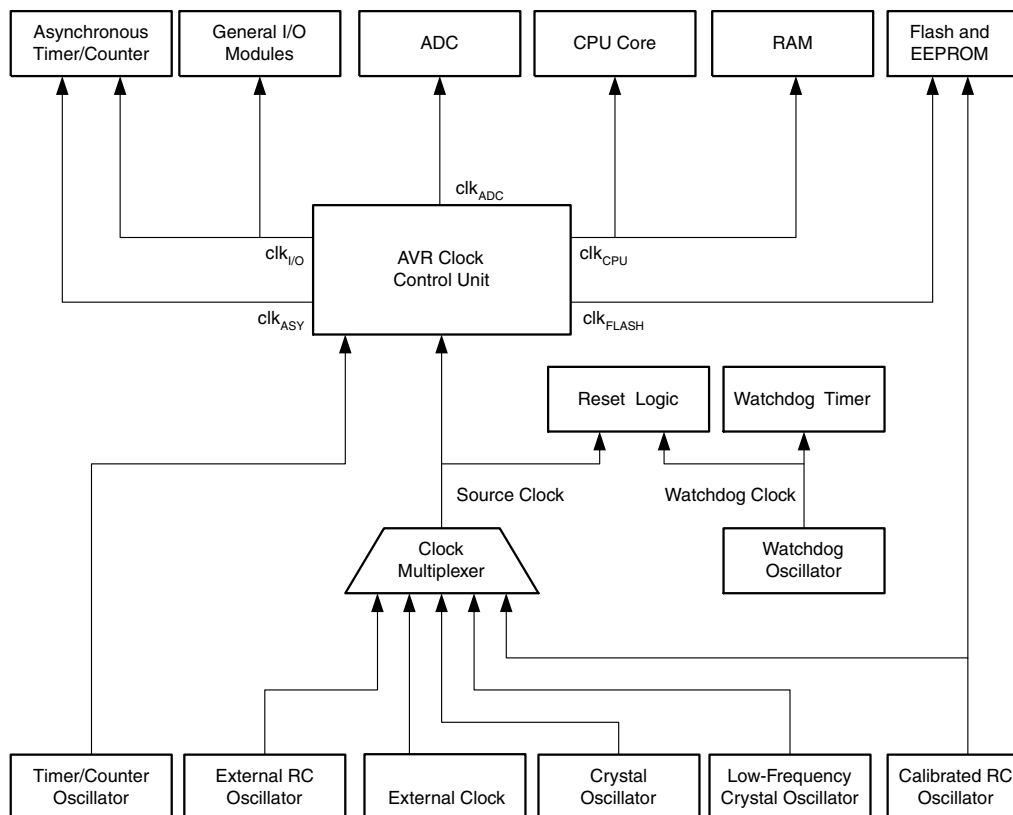 Asynchronous
Timer/Counter
General I/O
Modules
ADC
CPU Core
RAM
Flash and
EEPROM
clkADC
clkI/O
AVR Clock
Control Unit
clkCPU
clkASY
clkFLASH
Reset Logic
Watchdog Timer
Source Clock
Watchdog Clock
Clock
Multiplexer
Watchdog
Oscillator
Timer/Counter
Oscillator
External RC
Oscillator
External Clock
Crystal
Oscillator
Low-Frequency
Crystal Oscillator
Calibrated RC
Oscillator